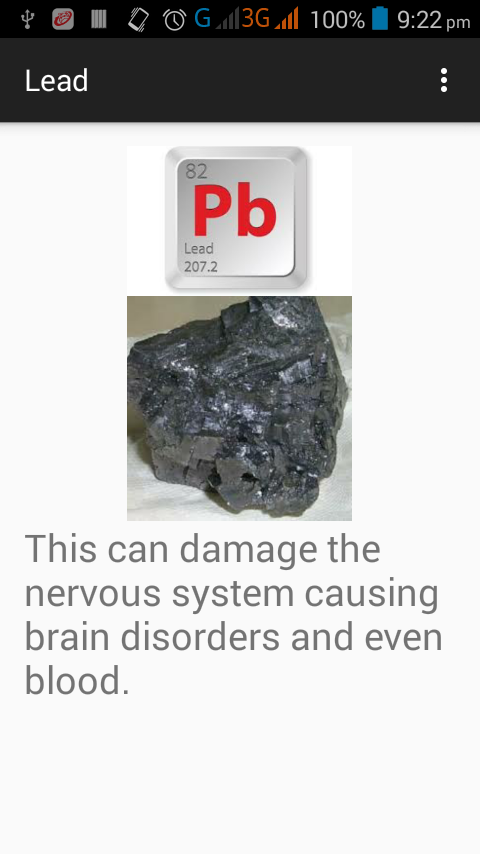 G 3G 100% 9:22 pm
Lead
82
Pb
Lead
207.2
This can damage the
nervous system causing
brain disorders and even
blood.